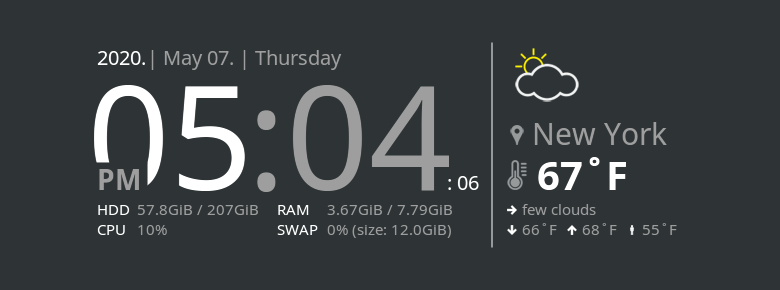 2020.| May 07. | Thursday
05:04:06
PM
HDD 57.8GiB / 207GiB RAM 3.67GiB / 7.79GiB
CPU 10% SWAP 0% (size: 12.0GiB)
New York
67°F
few clouds
66°F 68°F 55°F